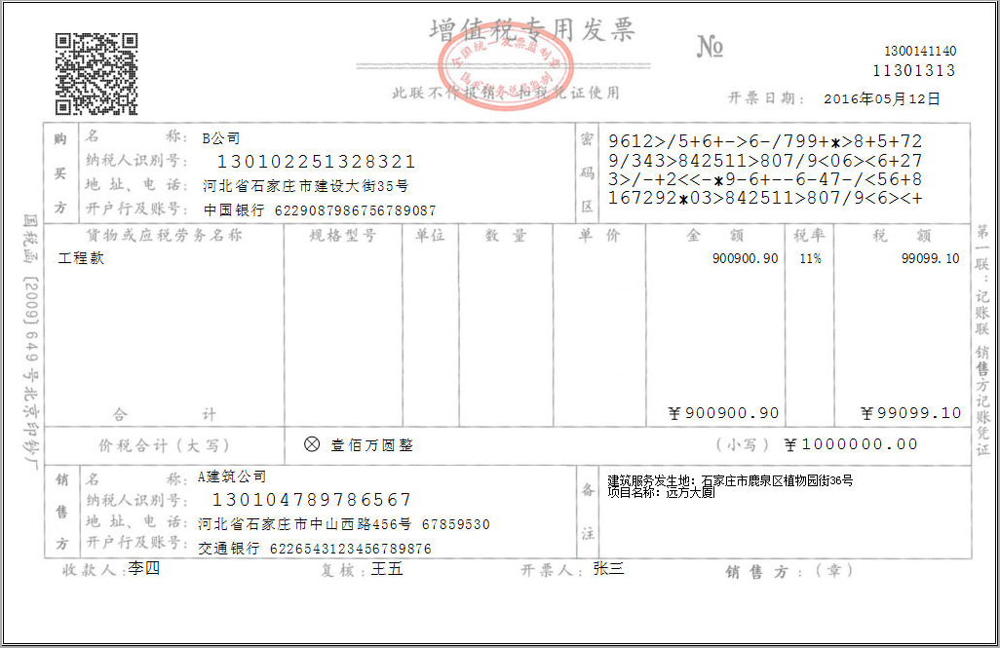 增值税专用发票
全国统一发票监制章
国家税务总局监制
此联不作报销、扣税凭证使用
№
1300141140
11301313
开票日期： 2016年05月12日
购买方
名 称： B公司
纳税人识别号： 130102251328321
地 址、电 话： 河北省石家庄市建设大街35号
开户行及账号： 中国银行 6229087986756789087
密码区
9612>/5+6+->6-/799+*>8+5+72
9/343>842511>807/9<06><6+27
3>/-+2<<-*9-6+--6-47-/<56+8
167292*03>842511>807/9<6><+
货物或应税劳务名称 规格型号 单位 数 量 单 价 金 额 税率 税 额
工程款 900900.90 11% 99099.10
合 计 ￥900900.90 ￥99099.10
价税合计（大写） ⊗ 壹佰万圆整 （小写）￥1000000.00
销售方
名 称： A建筑公司
纳税人识别号： 130104789786567
地 址、电 话： 河北省石家庄市中山西路456号 67859530
开户行及账号： 交通银行 6226543123456789876
备注
建筑服务发生地：石家庄市鹿泉区植物园街36号
项目名称：远方大厦
收款人：李四 复核：王五 开票人：张三 销售方：（章）
国税函〔2009〕649号北京印钞厂
第一联：记账联 销售方记账凭证